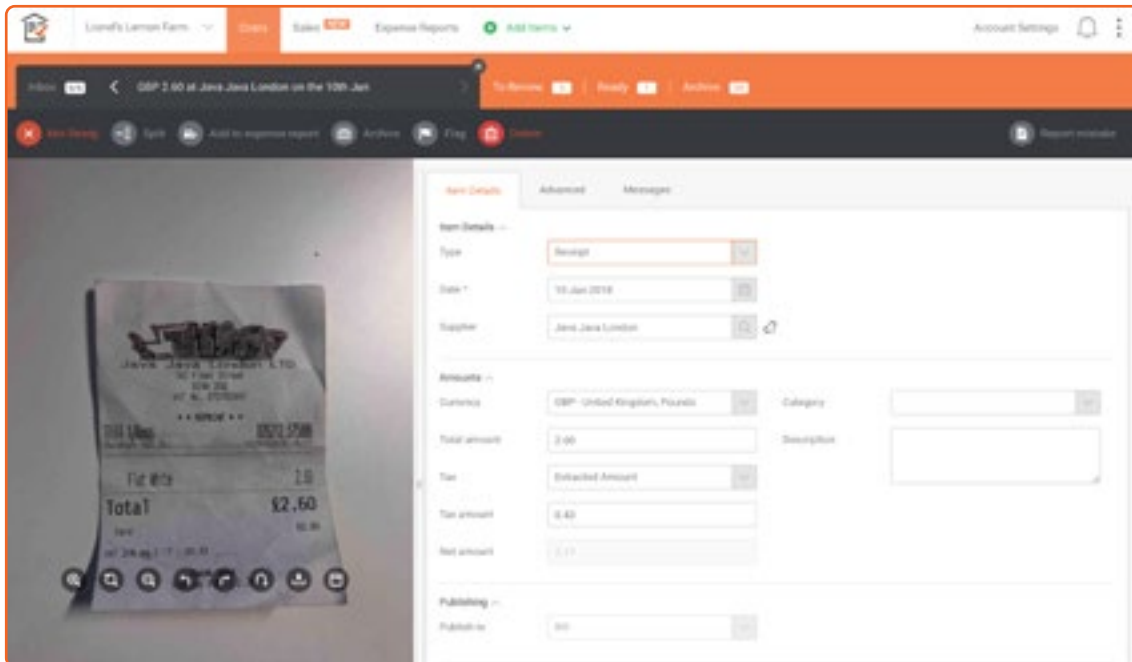 Lionel's Lemon Farm
Costs
Sales NEW
Expense Reports
Add items
Account Settings
Inbox
GBP 2.60 at Java Java London on the 10th Jan
To Review
Ready
Archive
Split
Add to expense report
Archive
Flag
Delete
Report mistake
Item Details
Advanced
Messages
Item Details
Type
Receipt
Date *
10 Jan 2018
Supplier
Java Java London
Amounts
Currency
GBP - United Kingdom, Pounds
Category
Total amount
2.60
Description
Tax
Extracted Amount
Tax amount
0.43
Net amount
Publishing
Publish to
Java Java London LTD
Flat White
Total
£2.60